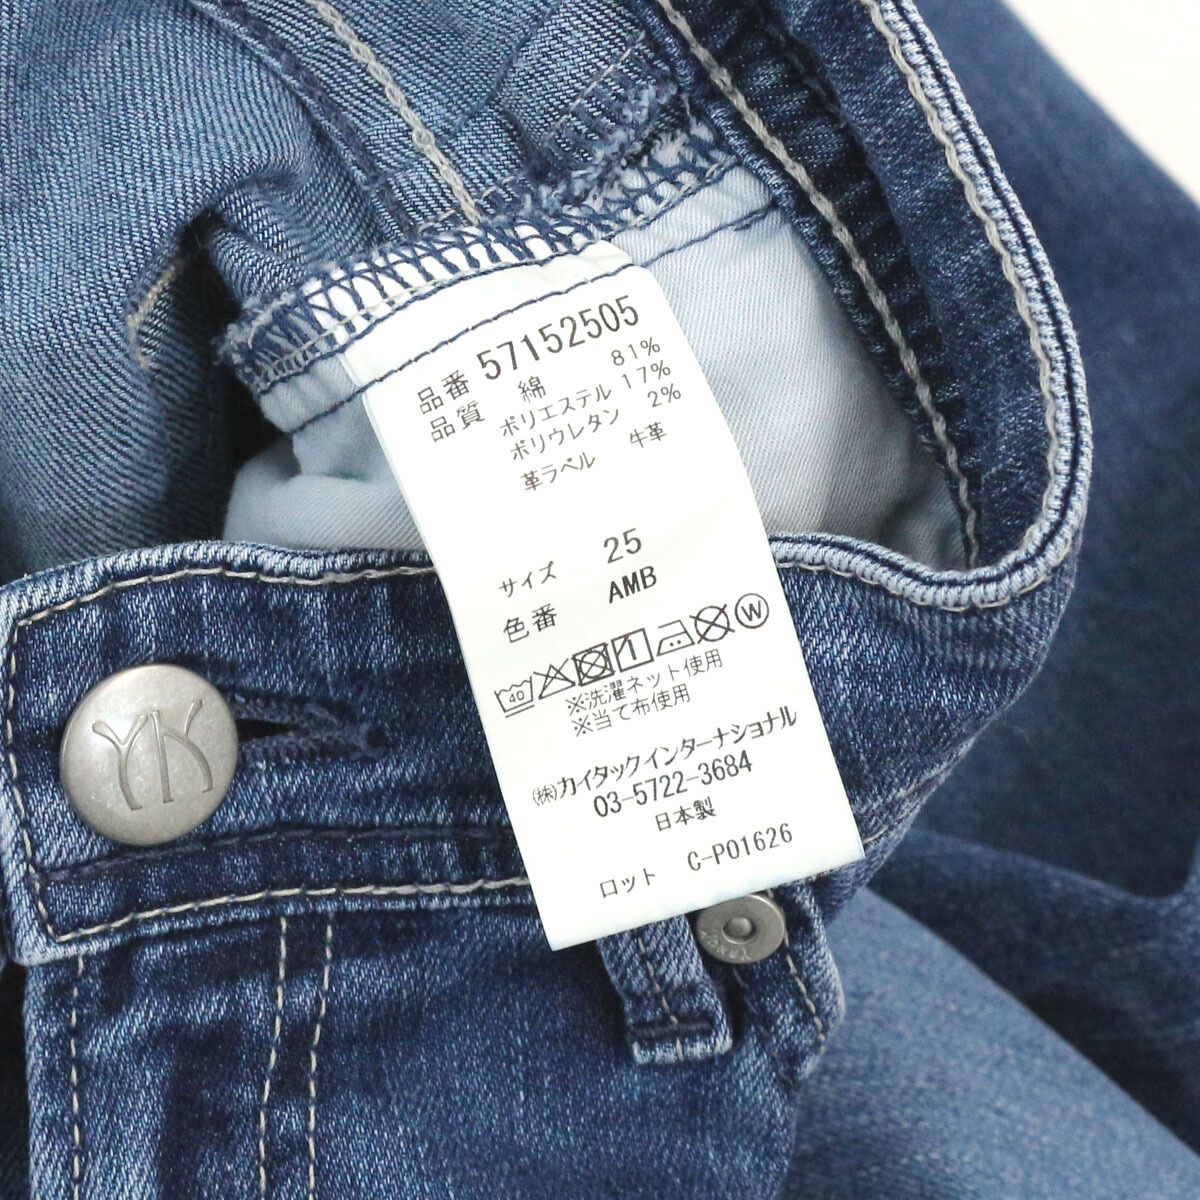 品番 57152505
品質 綿 81%
ポリエステル 17%
ポリウレタン 2%
革ラベル 牛革
サイズ 25
色番 AMB
40 W
※洗濯ネット使用
※当て布使用
(株)カイタックインターナショナル
03-5722-3684
日本製
ロット C-P01626
YK